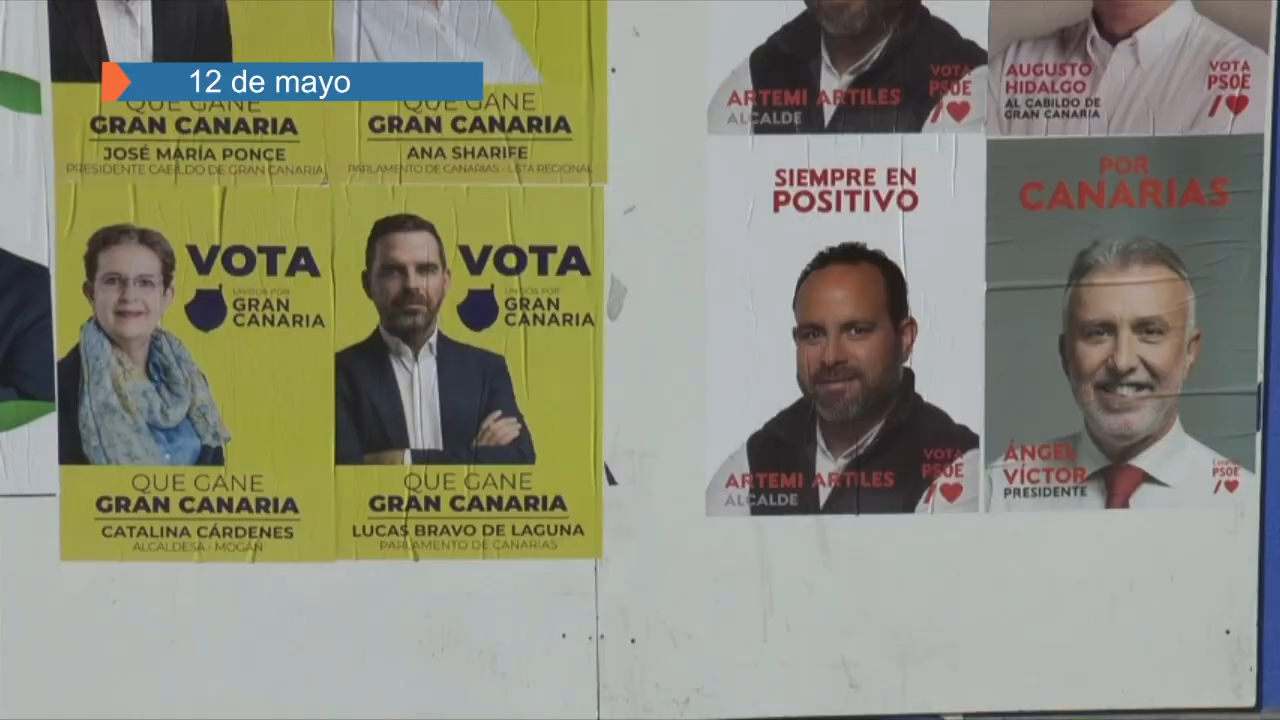 12 de mayo
QUE GANE
GRAN CANARIA
JOSÉ MARÍA PONCE
PRESIDENTE CABILDO DE GRAN CANARIA
QUE GANE
GRAN CANARIA
ANA SHARIFE
PARLAMENTO DE CANARIAS - LISTA REGIONAL
VOTA
UNIDOS POR
GRAN
CANARIA
QUE GANE
GRAN CANARIA
CATALINA CÁRDENES
ALCALDESA - MOGÁN
VOTA
UNIDOS POR
GRAN
CANARIA
QUE GANE
GRAN CANARIA
LUCAS BRAVO DE LAGUNA
PARLAMENTO DE CANARIAS
ARTEMI ARTILES
ALCALDE
VOTA
PSOE
AUGUSTO
HIDALGO
AL CABILDO DE
GRAN CANARIA
VOTA
PSOE
SIEMPRE EN
POSITIVO
ARTEMI ARTILES
ALCALDE
VOTA
PSOE
POR
CANARIAS
ÁNGEL
VÍCTOR
PRESIDENTE
PSOE